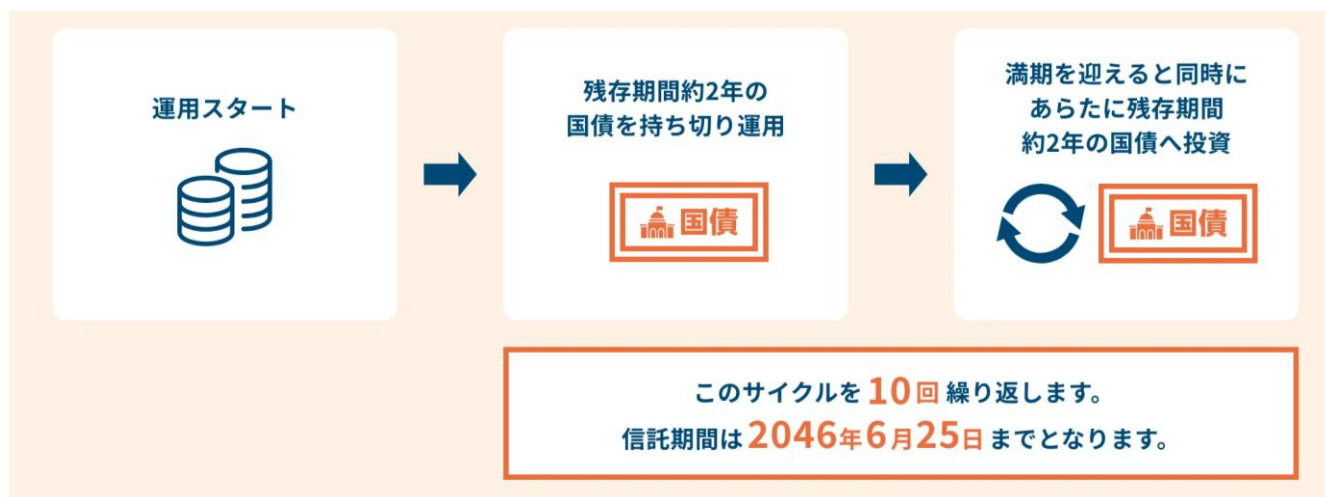 運用スタート
残存期間約2年の
国債を持ち切り運用
国債
満期を迎えると同時に
あらたに残存期間
約2年の国債へ投資
国債
このサイクルを10回繰り返します。
信託期間は2046年6月25日までとなります。